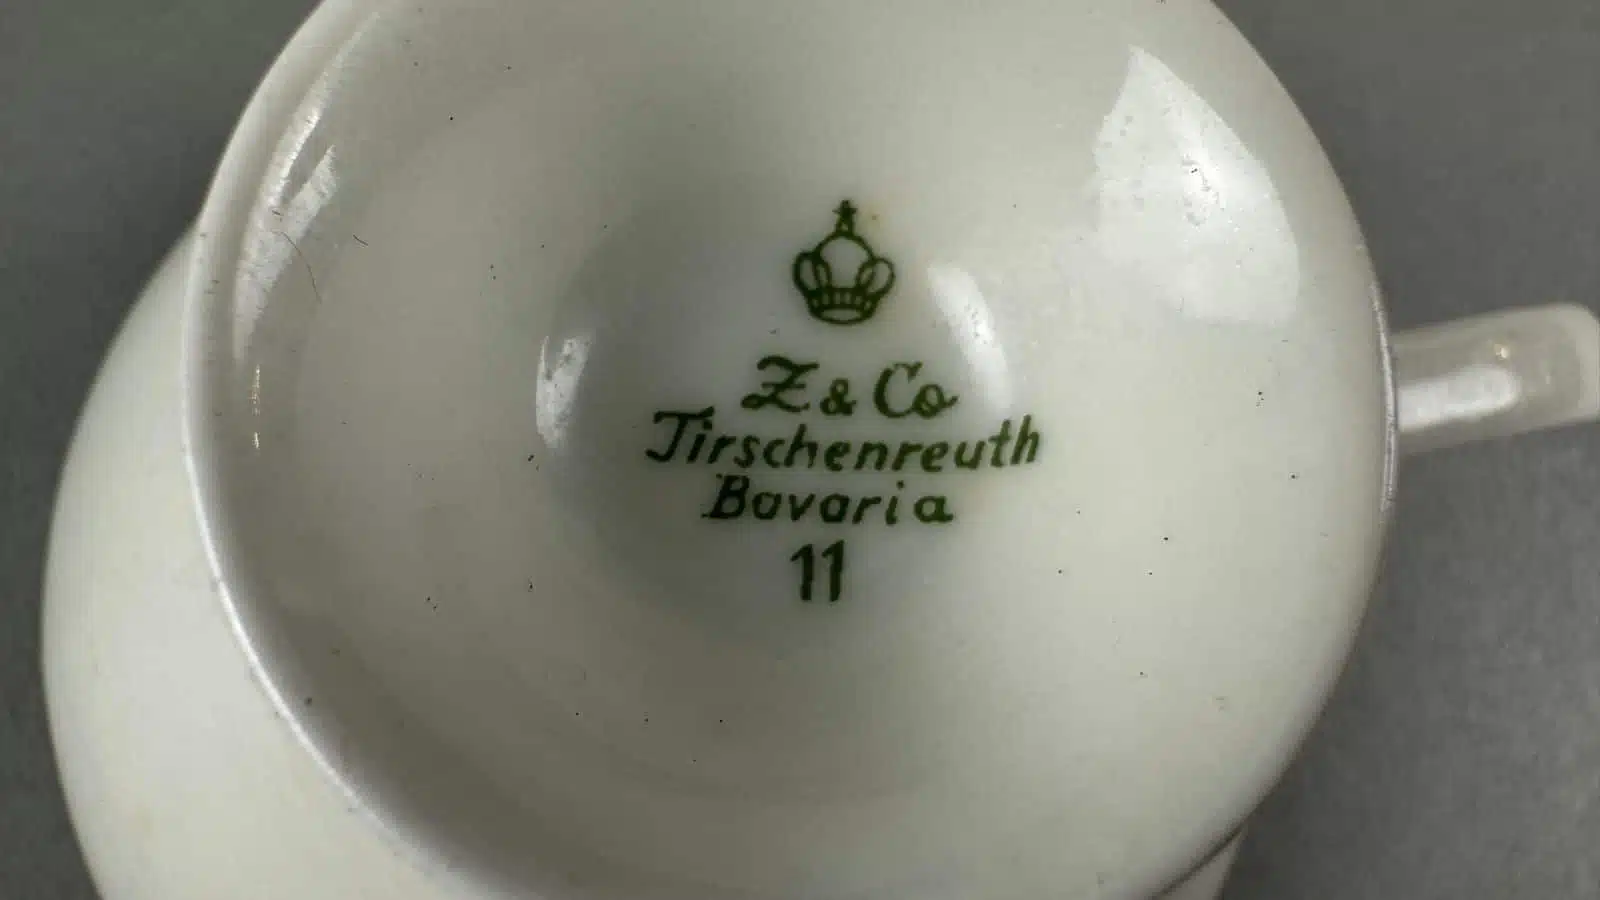 Z & Co
Tirschenreuth
Bavaria
11